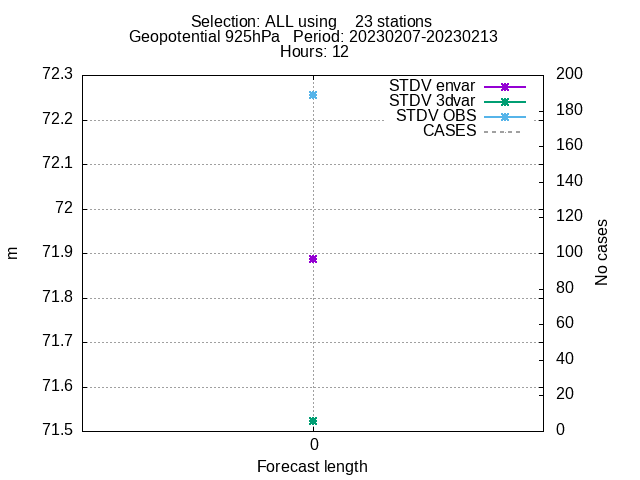 Selection: ALL using    23 stations
Geopotential 925hPa   Period: 20230207-20230213
Hours: 12
STDV envar
STDV 3dvar
STDV OBS
CASES
72.3
72.2
72.1
72
71.9
71.8
71.7
71.6
71.5
m
200
180
160
140
120
100
80
60
40
20
0
No cases
0
Forecast length